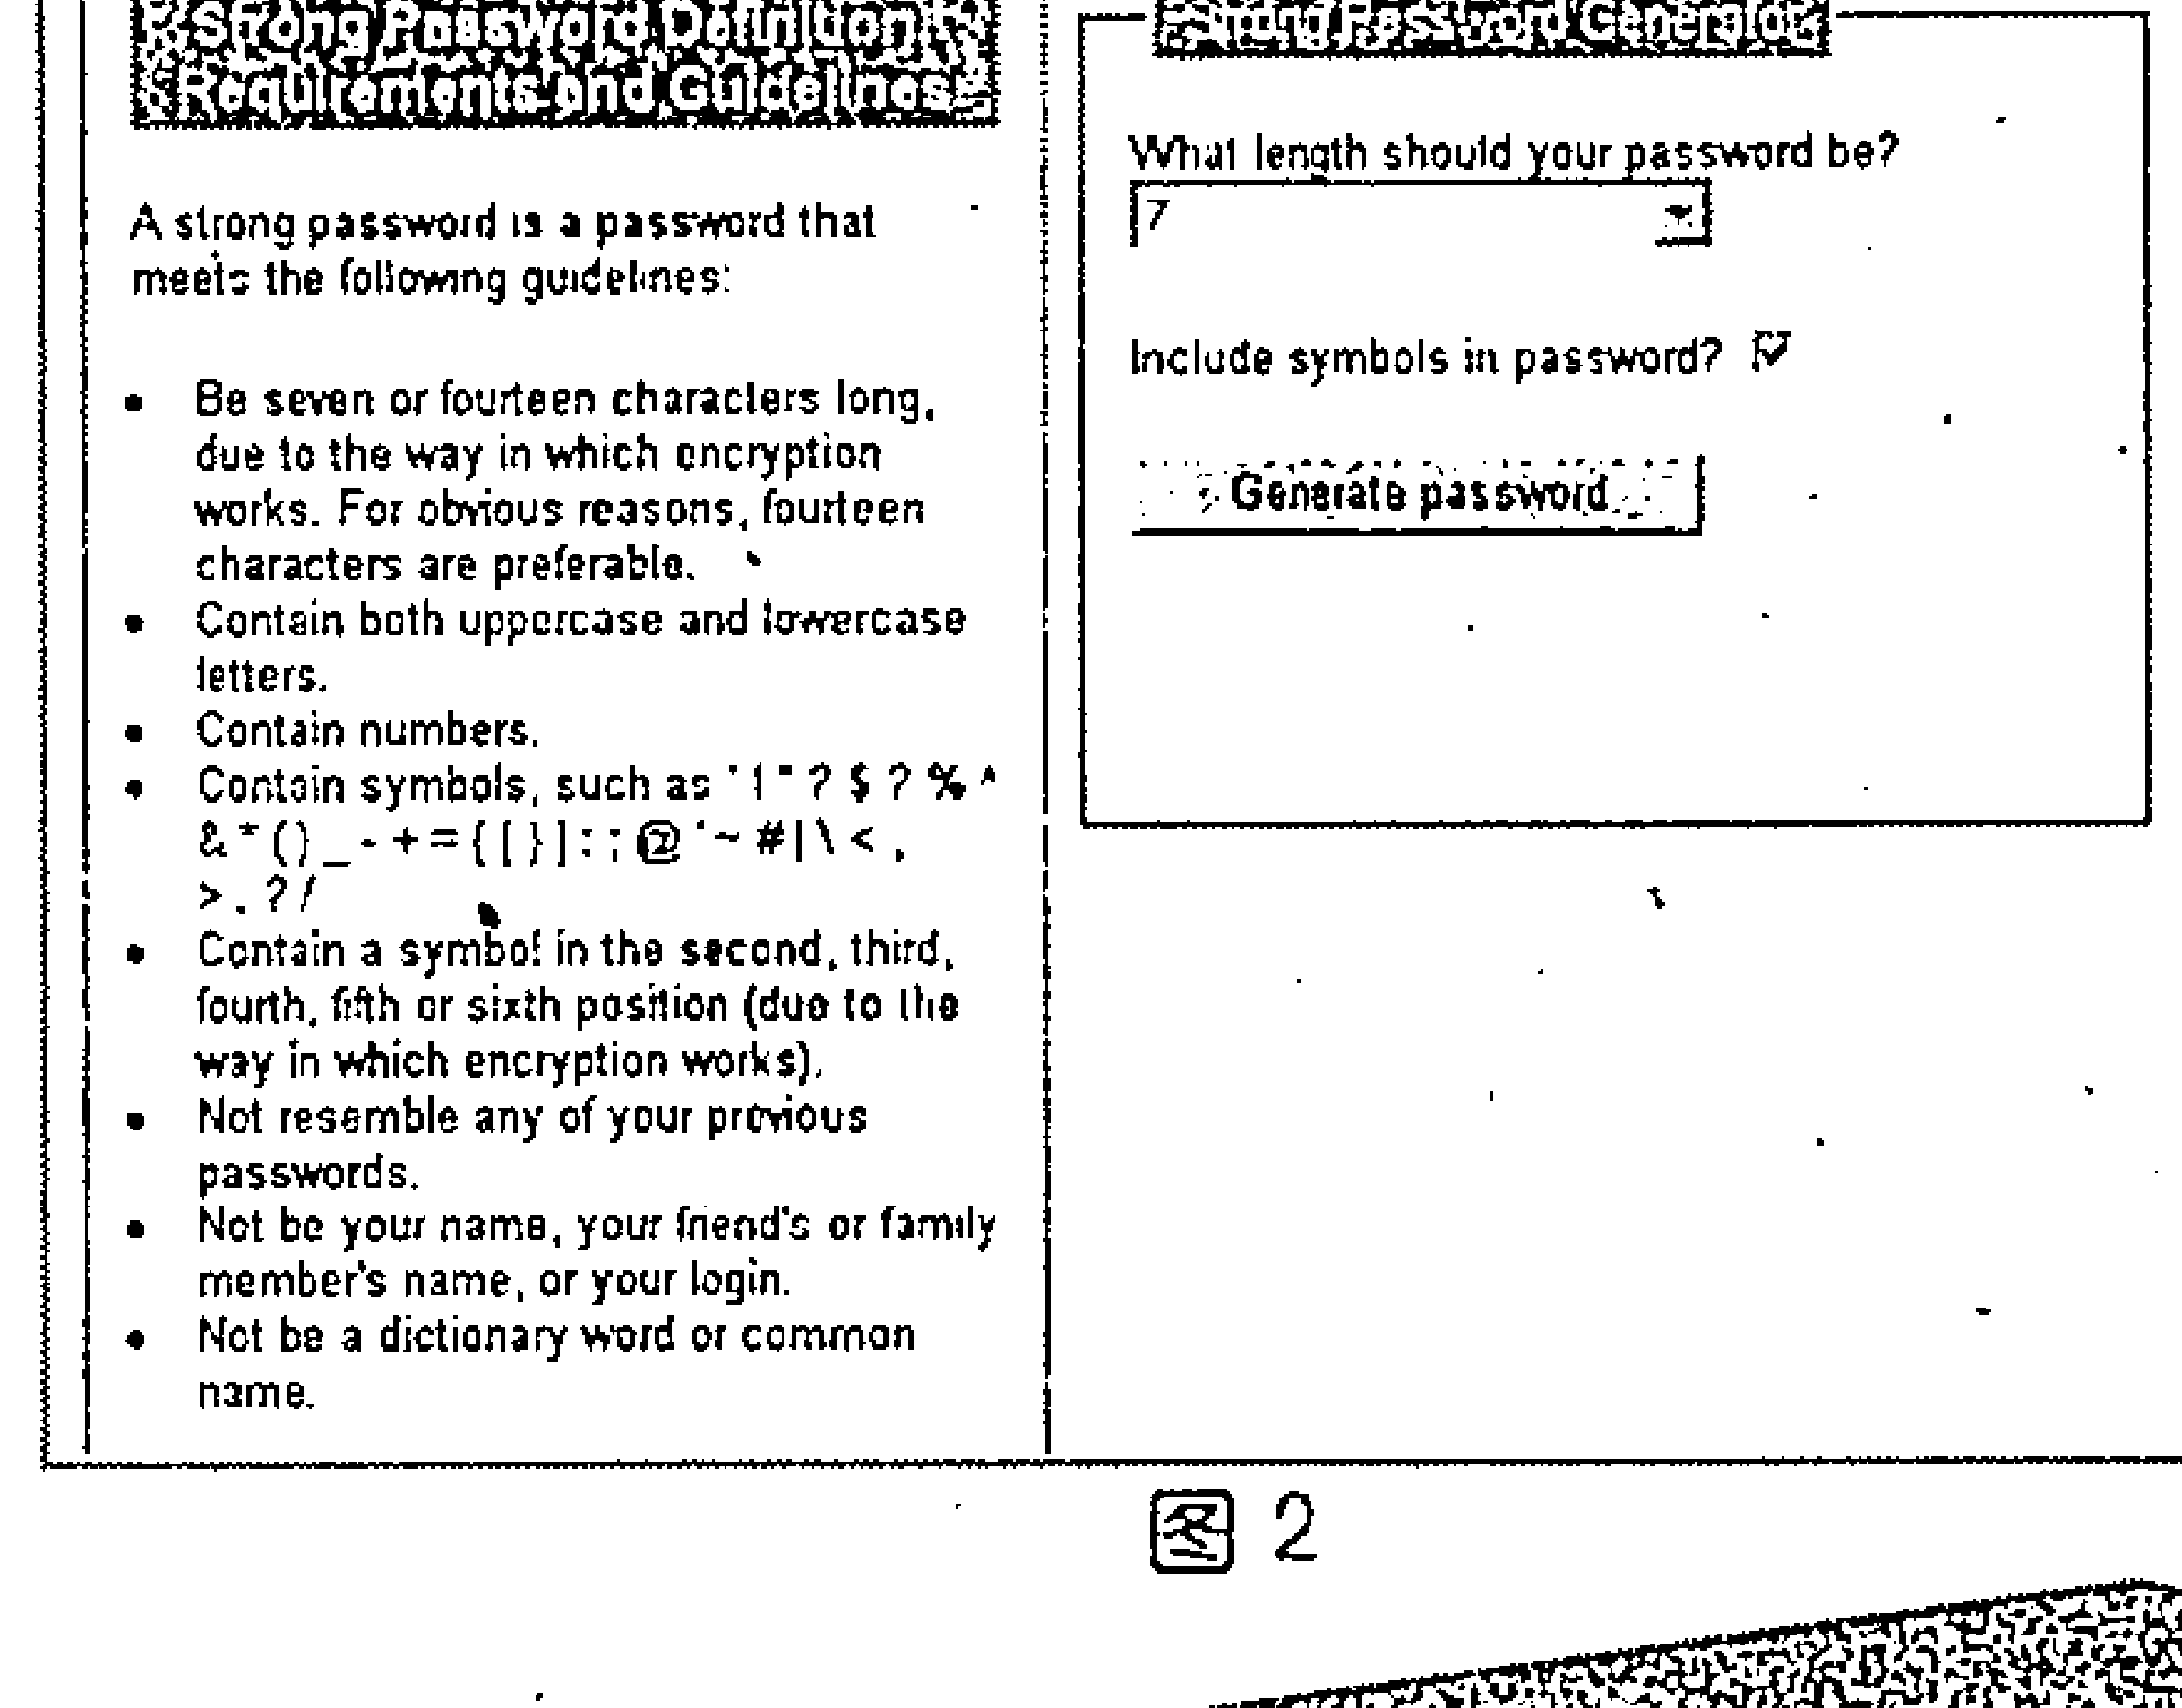 Strong Password Definition,
Requirements and Guidelines
A strong password is a password that
meets the following guidelines:
• Be seven or fourteen characters long,
due to the way in which encryption
works. For obvious reasons, fourteen
characters are preferable.
• Contain both uppercase and lowercase
letters.
• Contain numbers.
• Contain symbols, such as ` ! " ? $ ? % ^
& * ( ) _ - + = { [ } ] : ; @ ' ~ # | \ < ,
> . ? /
• Contain a symbol in the second, third,
fourth, fifth or sixth position (due to the
way in which encryption works).
• Not resemble any of your previous
passwords.
• Not be your name, your friend's or family
member's name, or your login.
• Not be a dictionary word or common
name.
Strong Password Generator
What length should your password be?
7
Include symbols in password?
Generate password
图 2